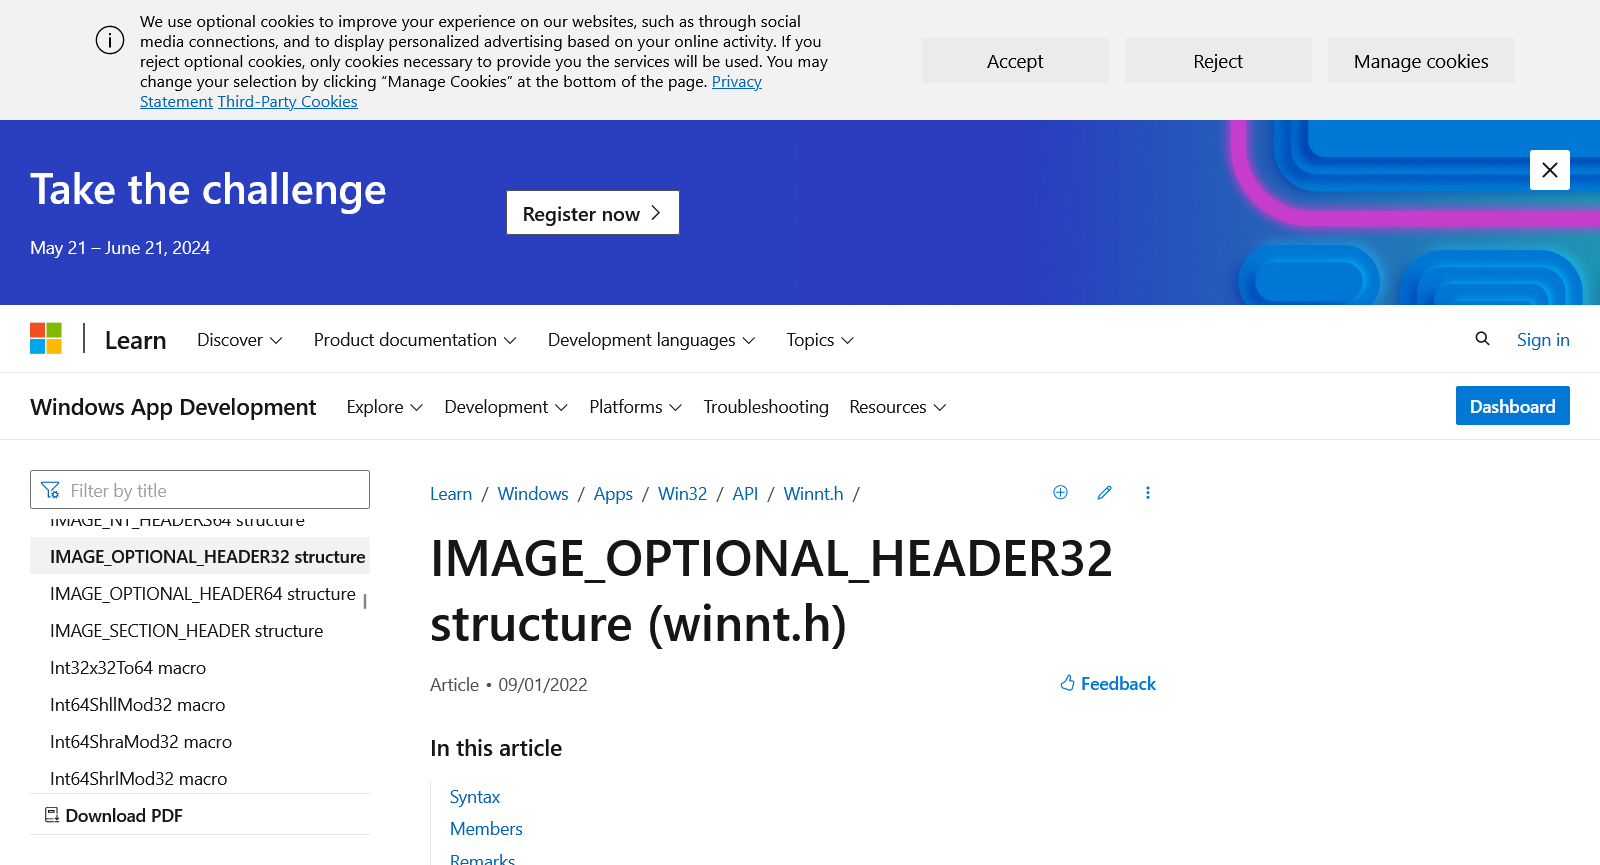 We use optional cookies to improve your experience on our websites, such as through social
media connections, and to display personalized advertising based on your online activity. If you
reject optional cookies, only cookies necessary to provide you the services will be used. You may
change your selection by clicking “Manage Cookies” at the bottom of the page. Privacy
Statement Third-Party Cookies
Accept
Reject
Manage cookies
Take the challenge
May 21 – June 21, 2024
Register now
Learn
Discover
Product documentation
Development languages
Topics
Sign in
Windows App Development
Explore
Development
Platforms
Troubleshooting
Resources
Dashboard
Filter by title
IMAGE_NT_HEADERS64 structure
IMAGE_OPTIONAL_HEADER32 structure
IMAGE_OPTIONAL_HEADER64 structure
IMAGE_SECTION_HEADER structure
Int32x32To64 macro
Int64ShllMod32 macro
Int64ShraMod32 macro
Int64ShrlMod32 macro
Download PDF
Learn / Windows / Apps / Win32 / API / Winnt.h /
IMAGE_OPTIONAL_HEADER32
structure (winnt.h)
Article • 09/01/2022
Feedback
In this article
Syntax
Members
Remarks